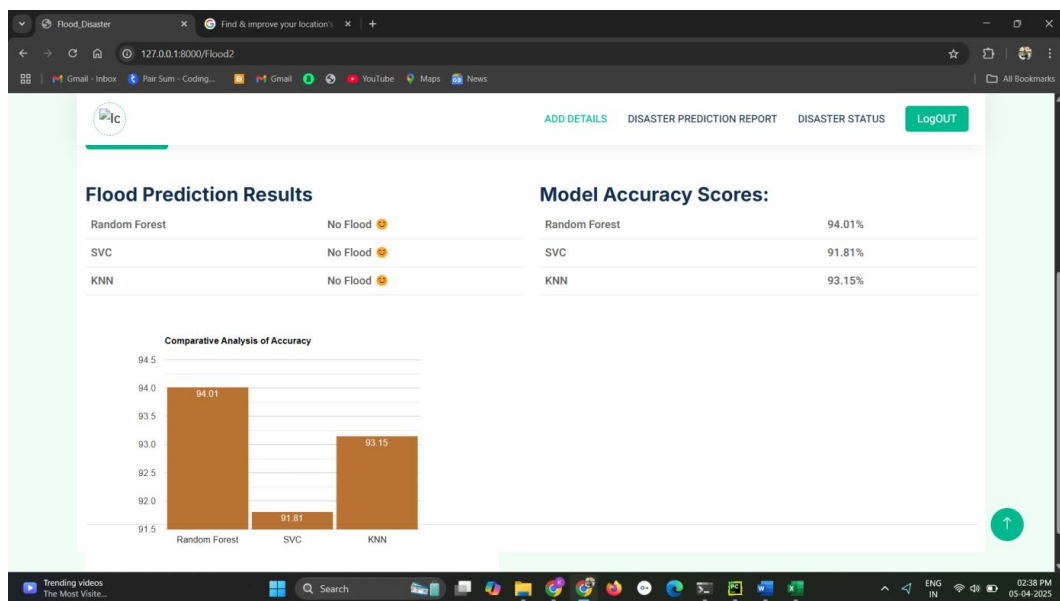 Flood_Disaster
Find & improve your location's
127.0.0.1:8000/Flood2
Gmail - Inbox
Pair Sum - Coding...
Gmail
YouTube
Maps
News
All Bookmarks
Ic
ADD DETAILS
DISASTER PREDICTION REPORT
DISASTER STATUS
LogOUT
Flood Prediction Results
Random Forest No Flood 😊
SVC No Flood 😊
KNN No Flood 😊
Model Accuracy Scores:
Random Forest 94.01%
SVC 91.81%
KNN 93.15%
Comparative Analysis of Accuracy
94.5
94.0
93.5
93.0
92.5
92.0
91.5
94.01
91.81
93.15
Random Forest SVC KNN
Trending videos
The Most Visite...
Search
ENG
IN
02:38 PM
05-04-2025